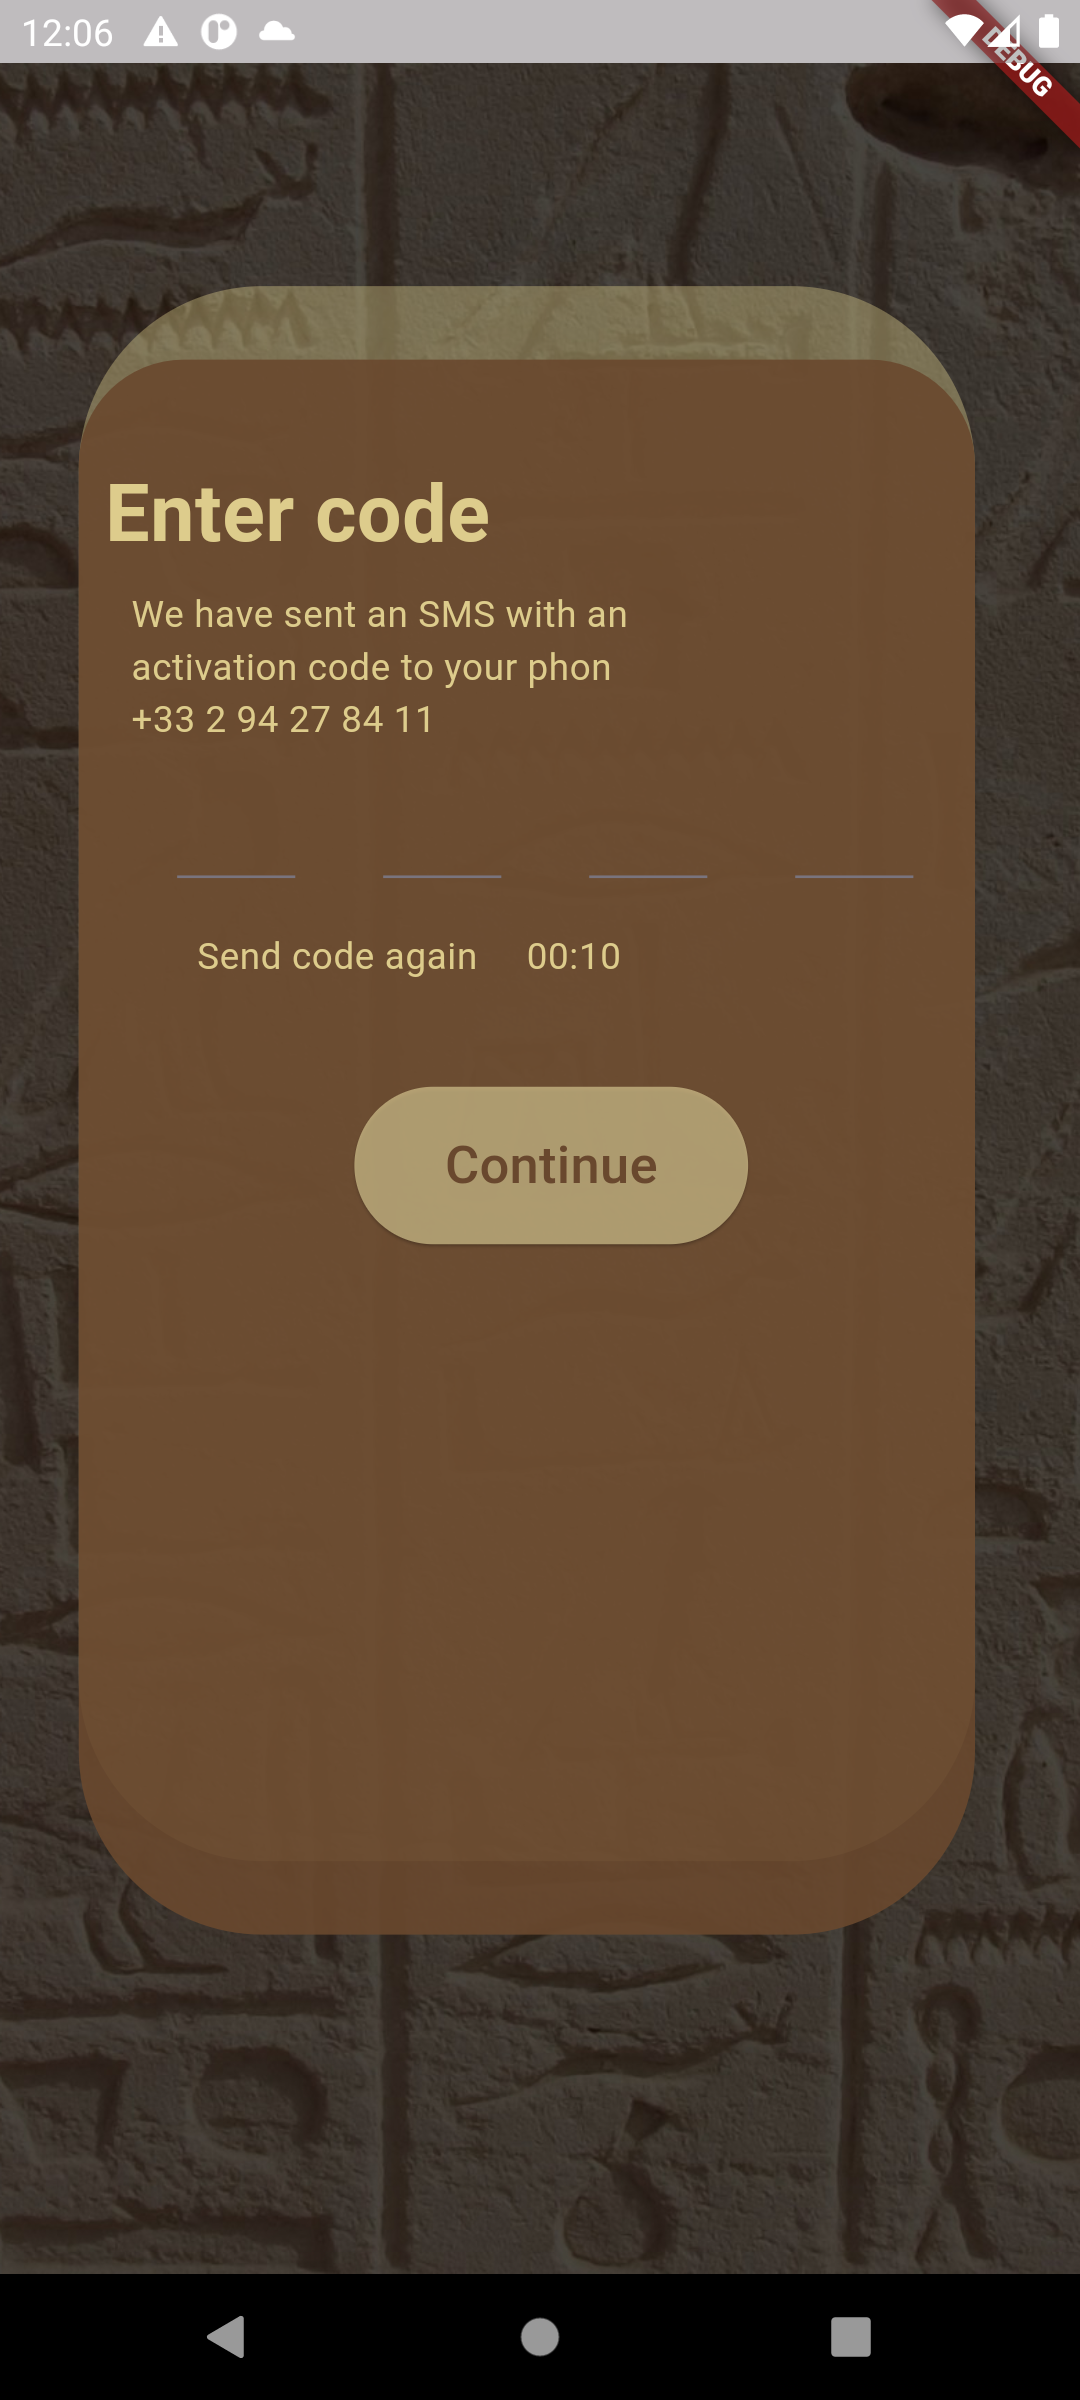 12:06
DEBUG
Enter code
We have sent an SMS with an
activation code to your phon
+33 2 94 27 84 11
Send code again 00:10
Continue